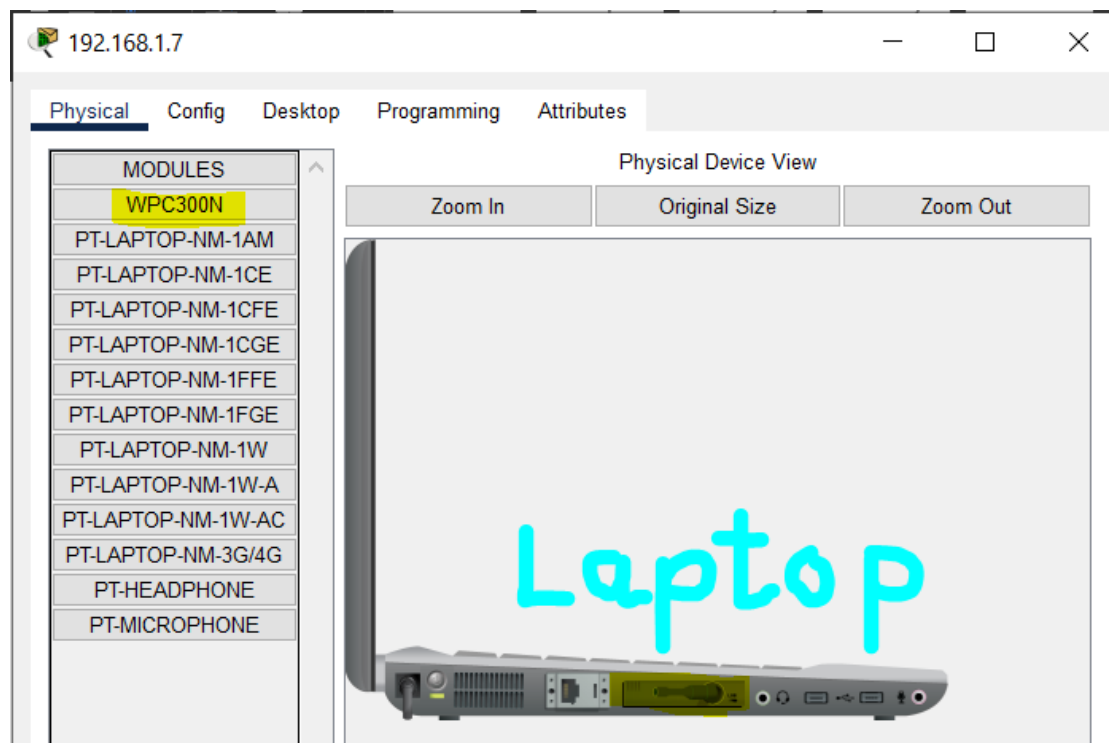 192.168.1.7
Physical Config Desktop Programming Attributes
MODULES
WPC300N
PT-LAPTOP-NM-1AM
PT-LAPTOP-NM-1CE
PT-LAPTOP-NM-1CFE
PT-LAPTOP-NM-1CGE
PT-LAPTOP-NM-1FFE
PT-LAPTOP-NM-1FGE
PT-LAPTOP-NM-1W
PT-LAPTOP-NM-1W-A
PT-LAPTOP-NM-1W-AC
PT-LAPTOP-NM-3G/4G
PT-HEADPHONE
PT-MICROPHONE
Physical Device View
Zoom In Original Size Zoom Out
Laptop